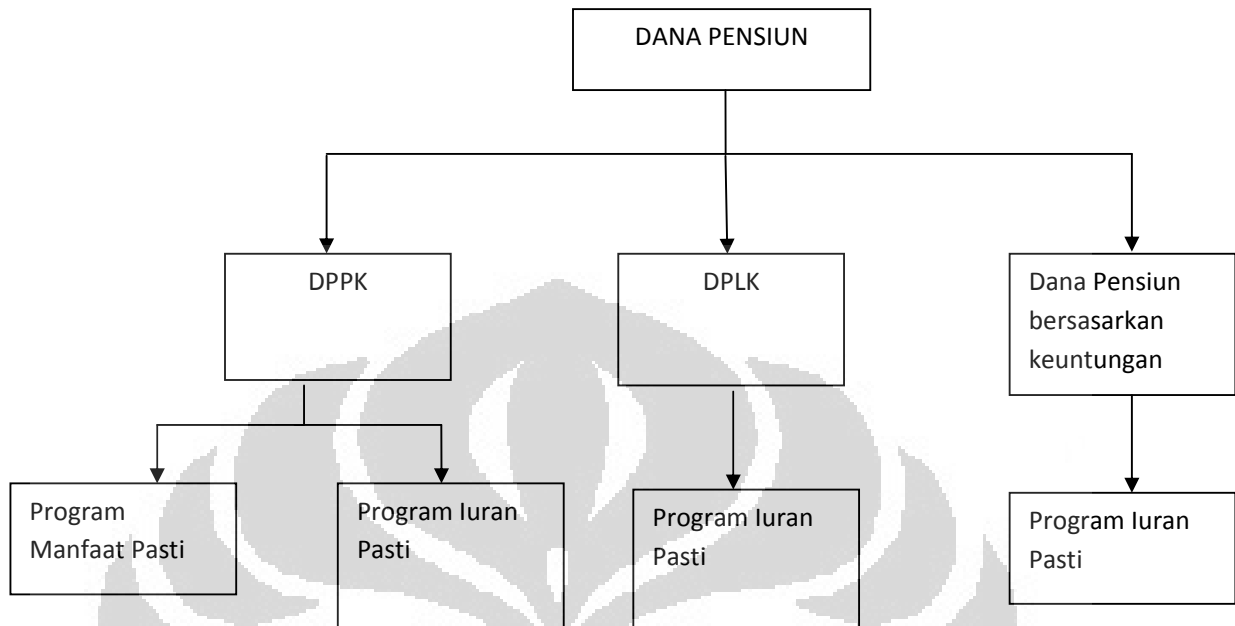 DANA PENSIUN
DPPK
DPLK
Dana Pensiun
bersasarkan
keuntungan
Program
Manfaat Pasti
Program Iuran
Pasti
Program Iuran
Pasti
Program Iuran
Pasti